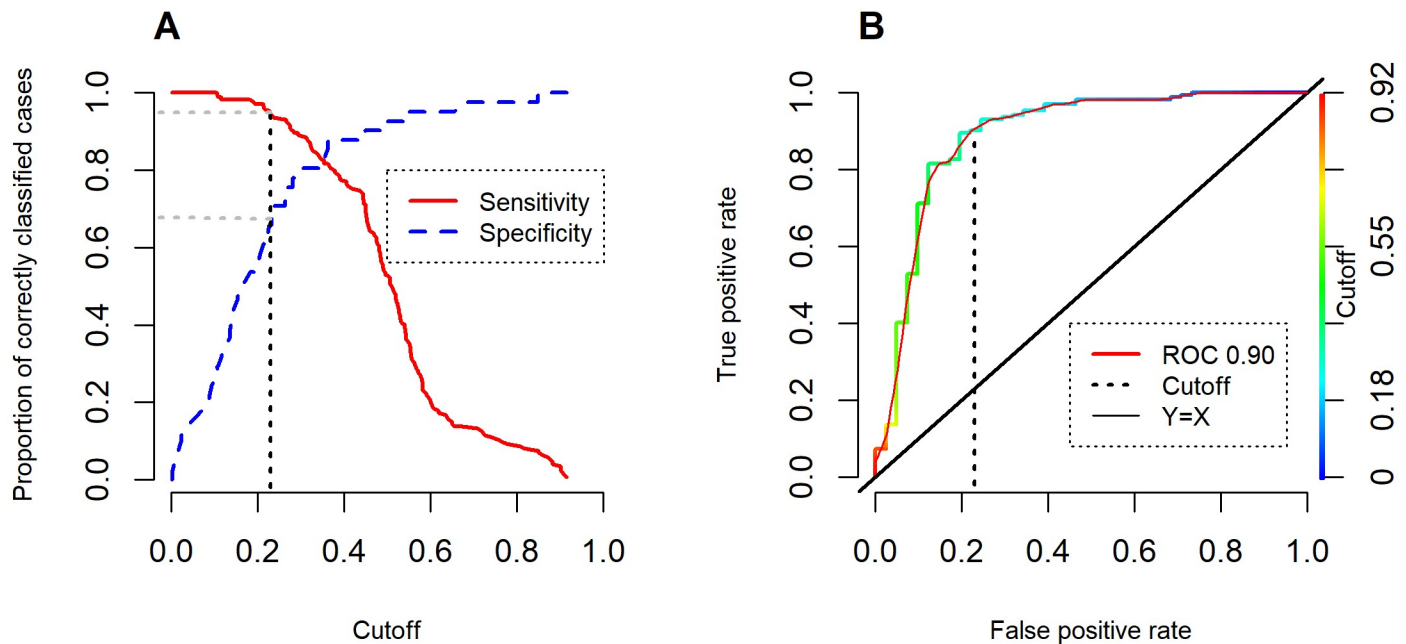 A
Proportion of correctly classified cases
1.0
0.8
0.6
0.4
0.2
0.0
Sensitivity
Specificity
0.0 0.2 0.4 0.6 0.8 1.0
Cutoff
B
True positive rate
1.0
0.8
0.6
0.4
0.2
0.0
ROC 0.90
Cutoff
Y=X
0.0 0.2 0.4 0.6 0.8 1.0
False positive rate
Cutoff
0.92
0.55
0.18
0